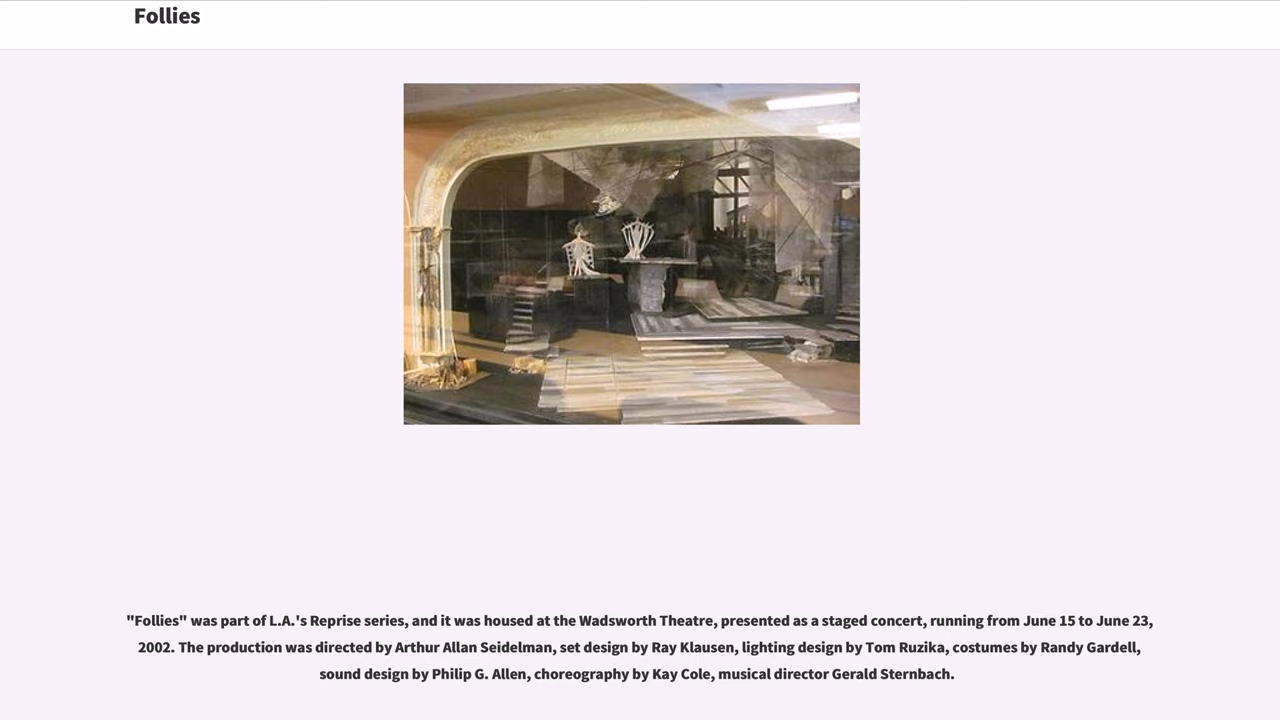 Follies
"Follies" was part of L.A.'s Reprise series, and it was housed at the Wadsworth Theatre, presented as a staged concert, running from June 15 to June 23,
2002. The production was directed by Arthur Allan Seidelman, set design by Ray Klausen, lighting design by Tom Ruzika, costumes by Randy Gardell,
sound design by Philip G. Allen, choreography by Kay Cole, musical director Gerald Sternbach.